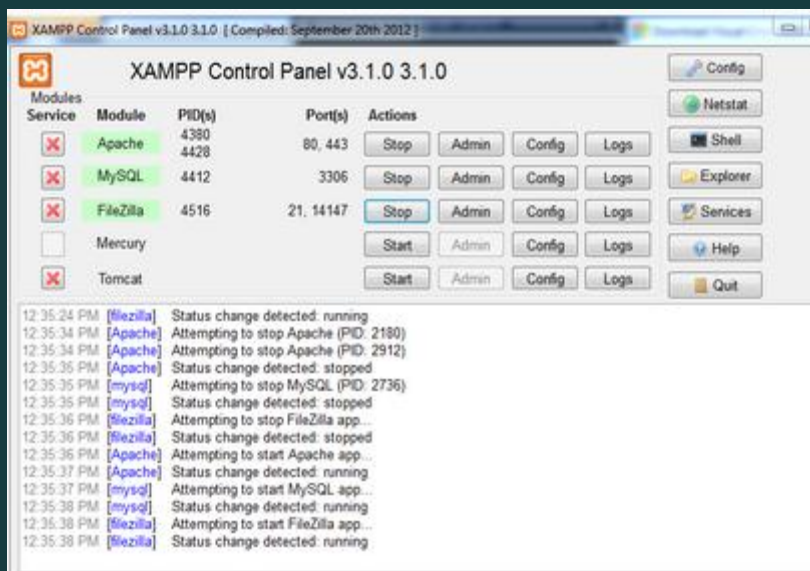 XAMPP Control Panel v3.1.0 3.1.0 [ Compiled: September 20th 2012 ]
XAMPP Control Panel v3.1.0 3.1.0
Config
Modules
Service Module PID(s) Port(s) Actions
Netstat
Apache 4380 4428 80, 443 Stop Admin Config Logs
Shell
MySQL 4412 3306 Stop Admin Config Logs
Explorer
FileZilla 4516 21, 14147 Stop Admin Config Logs
Services
Mercury Start Admin Config Logs
Help
Tomcat Start Admin Config Logs
Quit
12:35:24 PM [filezilla] Status change detected: running
12:35:34 PM [Apache] Attempting to stop Apache (PID: 2180)
12:35:34 PM [Apache] Attempting to stop Apache (PID: 2912)
12:35:35 PM [Apache] Status change detected: stopped
12:35:35 PM [mysql] Attempting to stop MySQL (PID: 2736)
12:35:35 PM [mysql] Status change detected: stopped
12:35:36 PM [filezilla] Attempting to stop FileZilla app...
12:35:36 PM [filezilla] Status change detected: stopped
12:35:36 PM [Apache] Attempting to start Apache app...
12:35:37 PM [Apache] Status change detected: running
12:35:37 PM [mysql] Attempting to start MySQL app...
12:35:38 PM [mysql] Status change detected: running
12:35:38 PM [filezilla] Attempting to start FileZilla app...
12:35:38 PM [filezilla] Status change detected: running